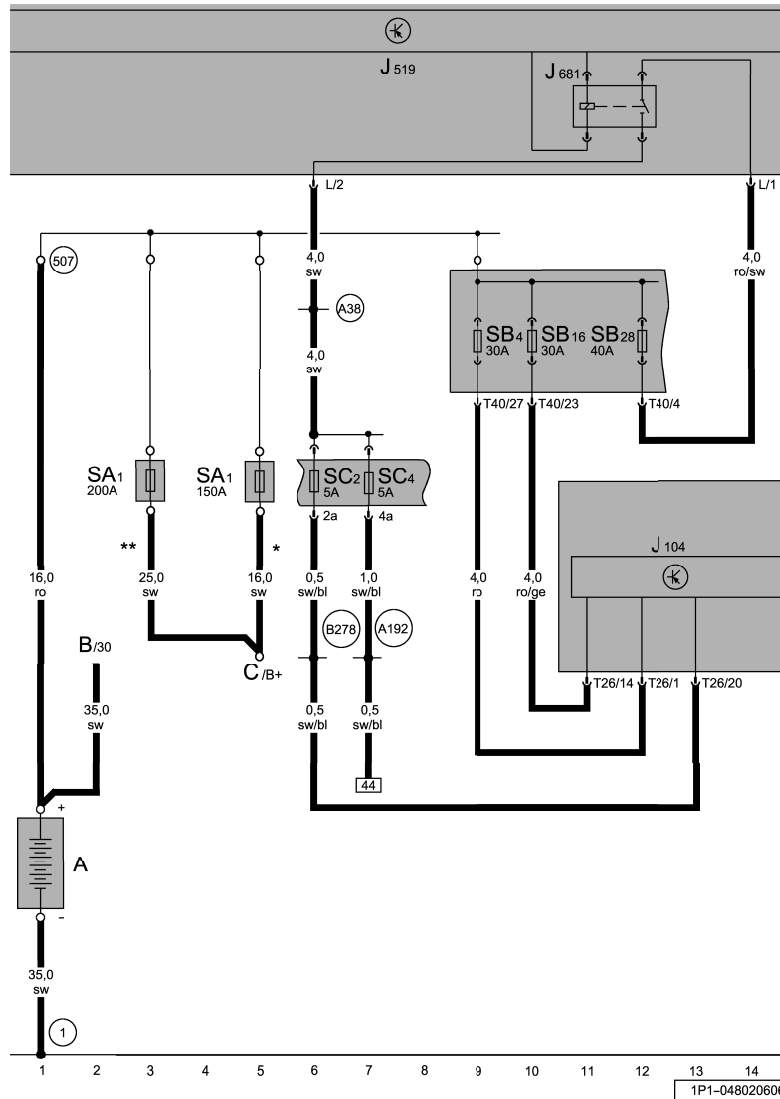 J 519
J 681
L/2
L/1
507
4,0
sw
4,0
ro/sw
A38
4,0
sw
SB4
30A
SB16
30A
SB28
40A
T40/27
T40/23
T40/4
SA1
200A
SA1
150A
SC2
5A
SC4
5A
2a
4a
**
*
J 104
16,0
ro
25,0
sw
16,0
sw
0,5
sw/bl
1,0
sw/bl
4,0
ro
4,0
ro/ge
B278
A192
B/30
C/B+
T26/14
T26/1
T26/20
35,0
sw
0,5
sw/bl
0,5
sw/bl
44
+
A
-
35,0
sw
1
1 2 3 4 5 6 7 8 9 10 11 12 13 14